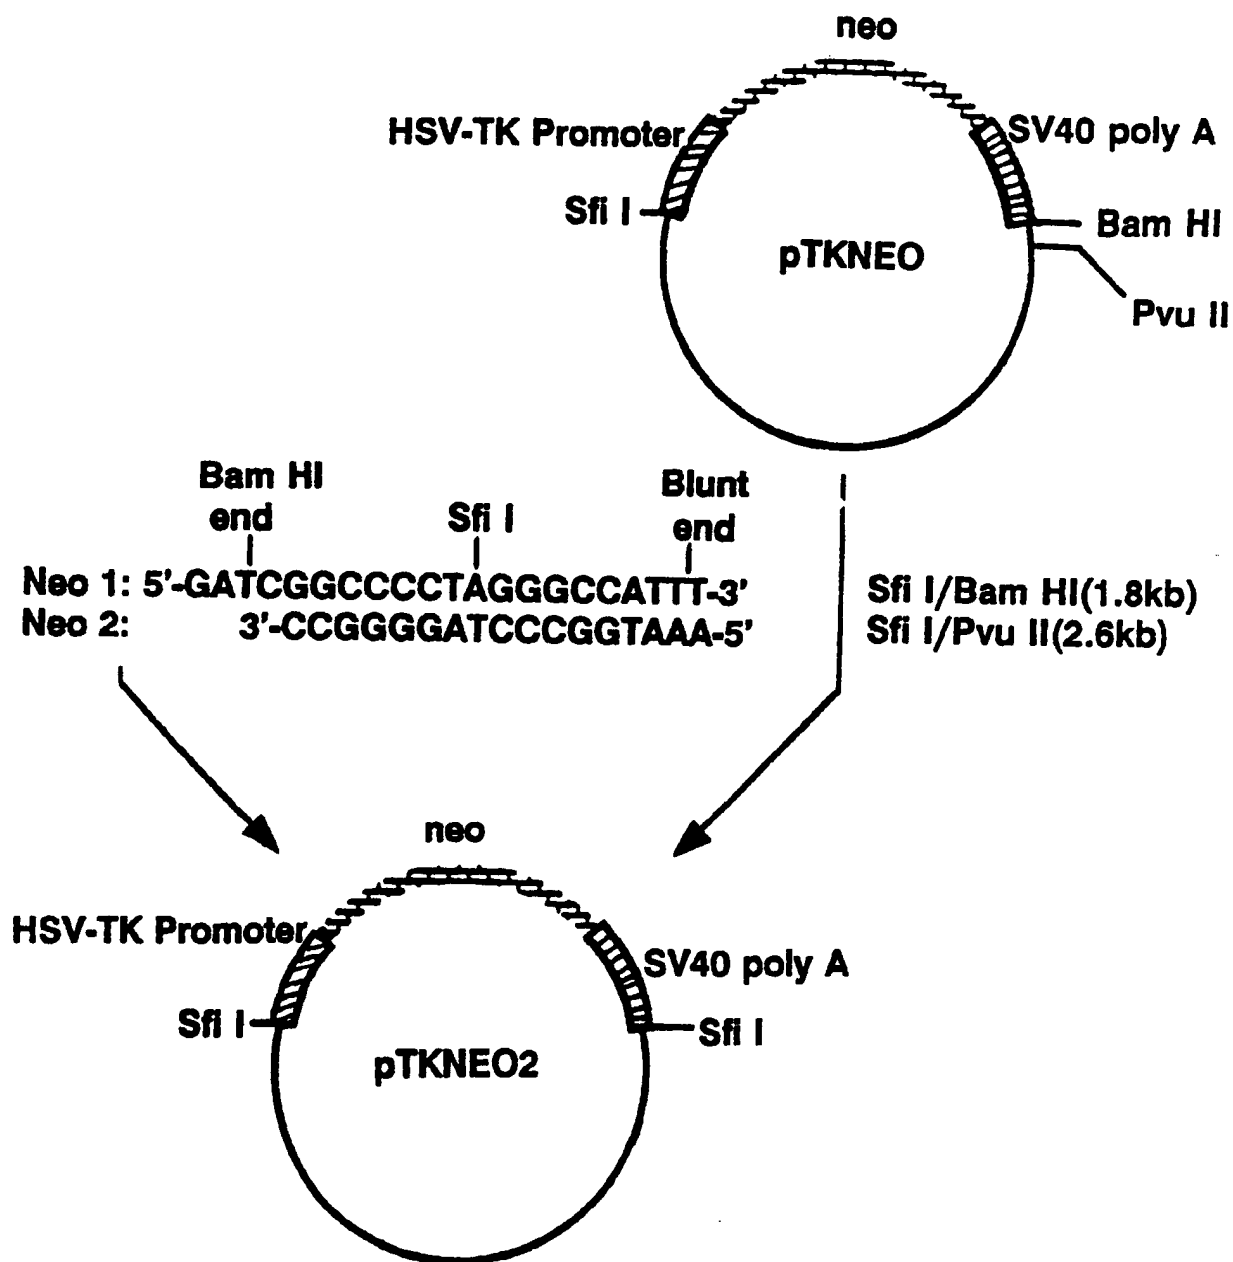 neo
HSV-TK Promoter
SV40 poly A
Sfi I
Bam HI
pTKNEO
Pvu II
Bam HI
end
Sfi I
Blunt
end
Neo 1: 5'-GATCGGCCCCTAGGGCCATTT-3'
Neo 2: 3'-CCGGGGATCCCGGTAAA-5'
Sfi I/Bam HI(1.8kb)
Sfi I/Pvu II(2.6kb)
neo
HSV-TK Promoter
SV40 poly A
Sfi I
Sfi I
pTKNEO2